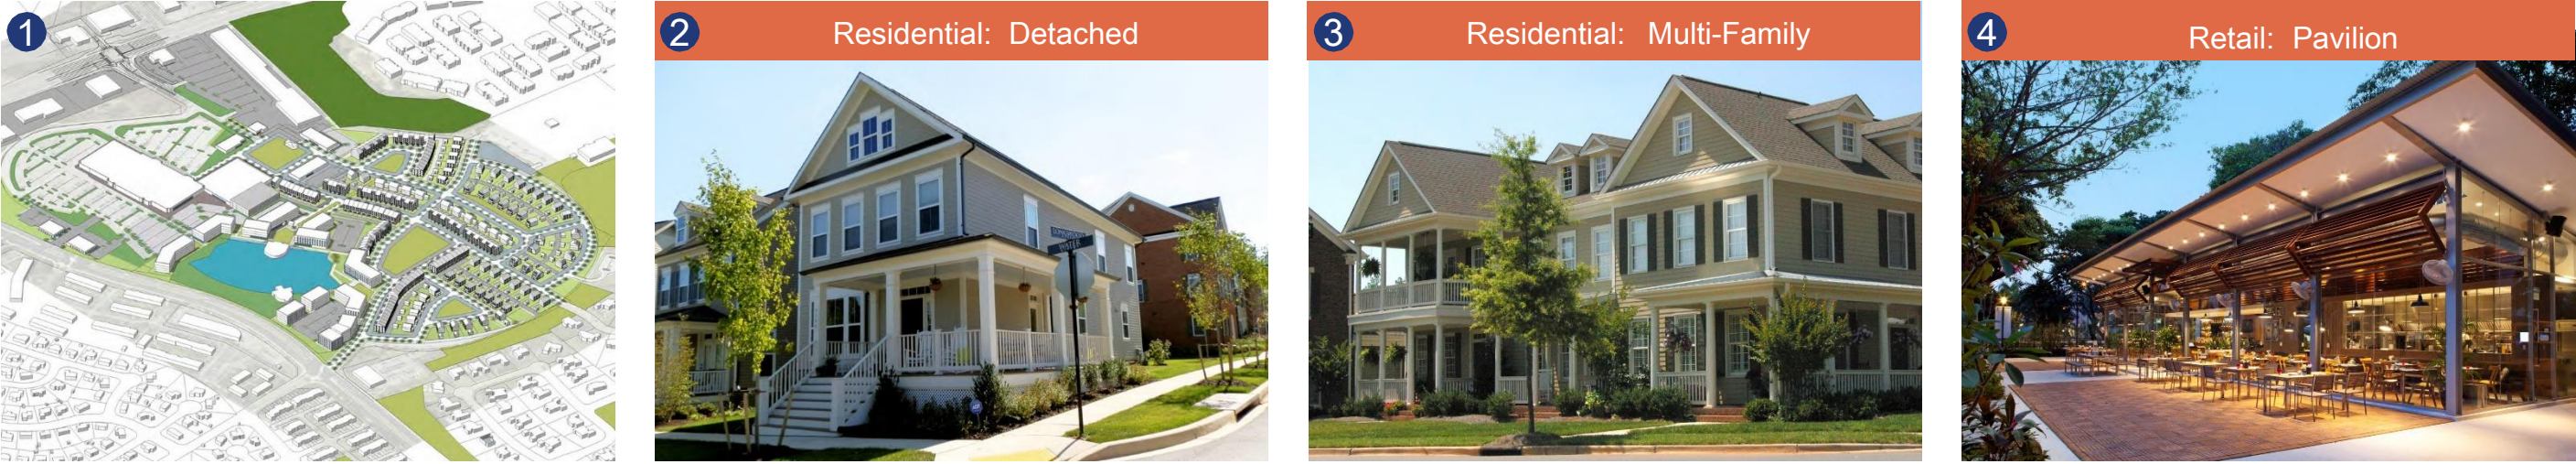 1
2
Residential: Detached
3
Residential: Multi-Family
4
Retail: Pavilion